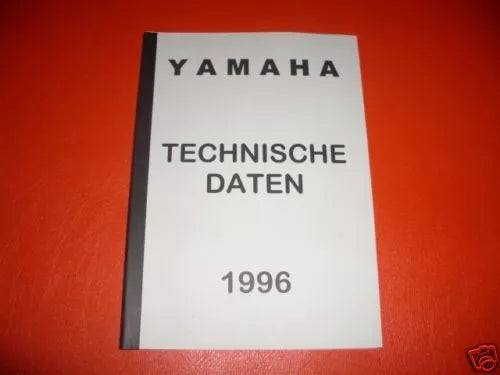 YAMAHA
TECHNISCHE
DATEN
1996